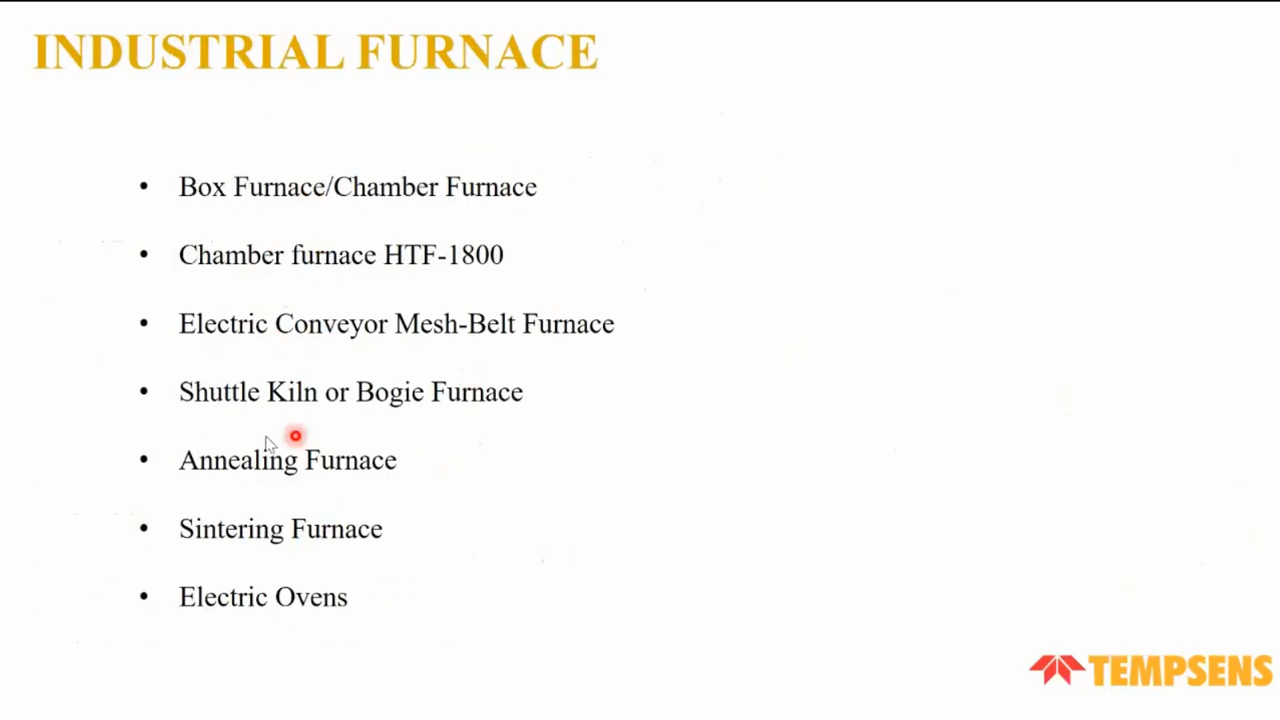 INDUSTRIAL FURNACE
• Box Furnace/Chamber Furnace
• Chamber furnace HTF-1800
• Electric Conveyor Mesh-Belt Furnace
• Shuttle Kiln or Bogie Furnace
• Annealing Furnace
• Sintering Furnace
• Electric Ovens
TEMPSENS